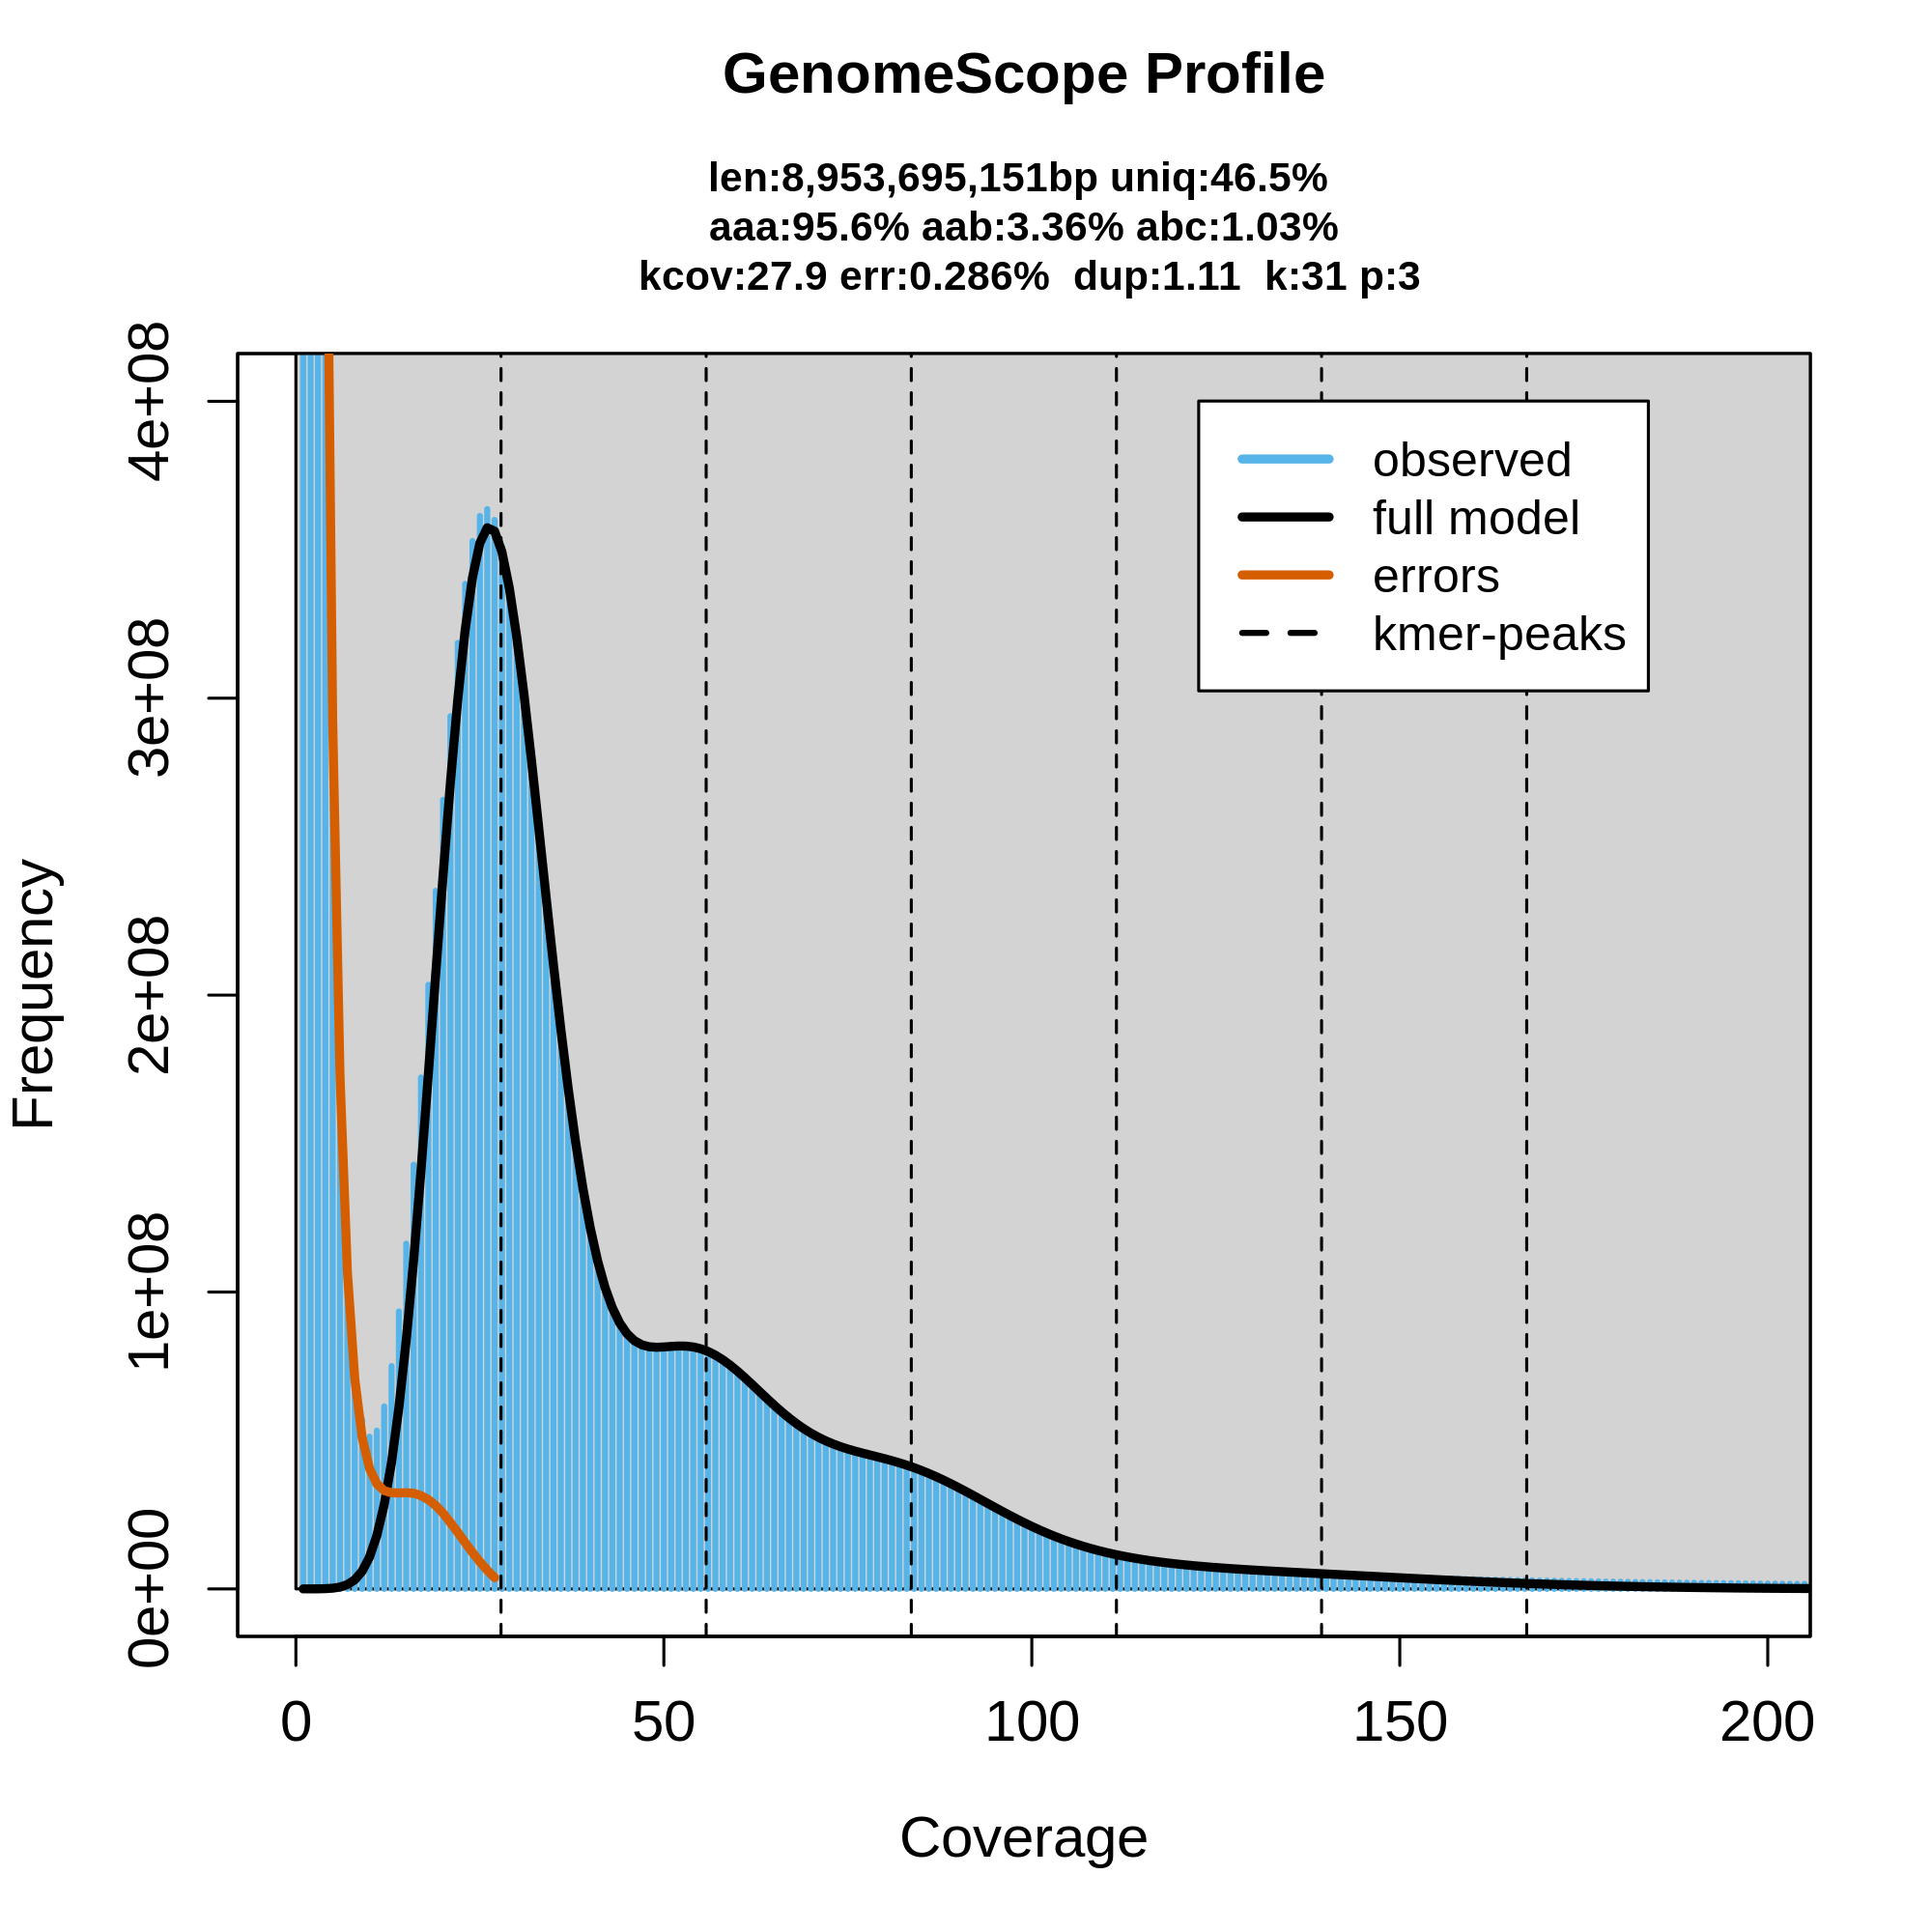 GenomeScope Profile
len:8,953,695,151bp uniq:46.5%
aaa:95.6% aab:3.36% abc:1.03%
kcov:27.9 err:0.286% dup:1.11 k:31 p:3
observed
full model
errors
kmer-peaks
Frequency
4e+08
3e+08
2e+08
1e+08
0e+00
0 50 100 150 200
Coverage